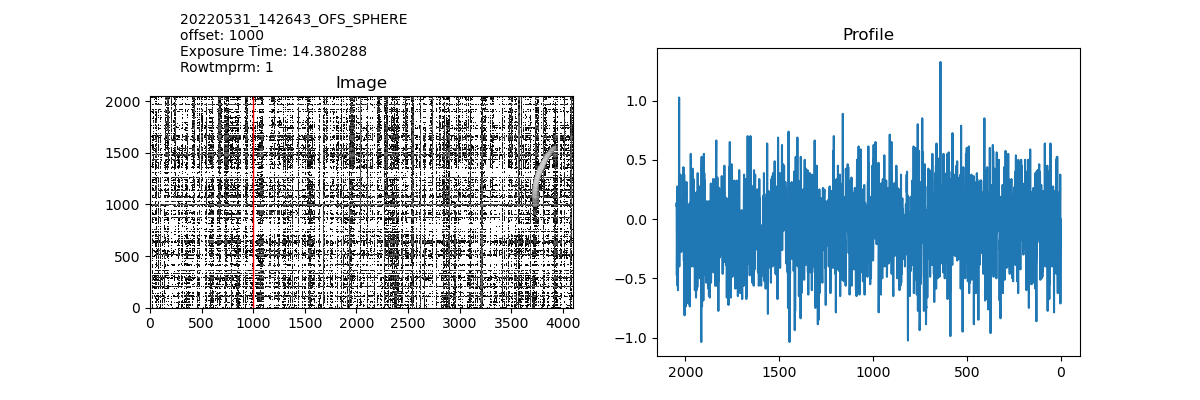 20220531_142643_OFS_SPHERE
offset: 1000
Exposure Time: 14.380288
Rowtmprm: 1
Image
2000
1500
1000
500
0
0 500 1000 1500 2000 2500 3000 3500 4000
Profile
1.0
0.5
0.0
−0.5
−1.0
2000 1500 1000 500 0